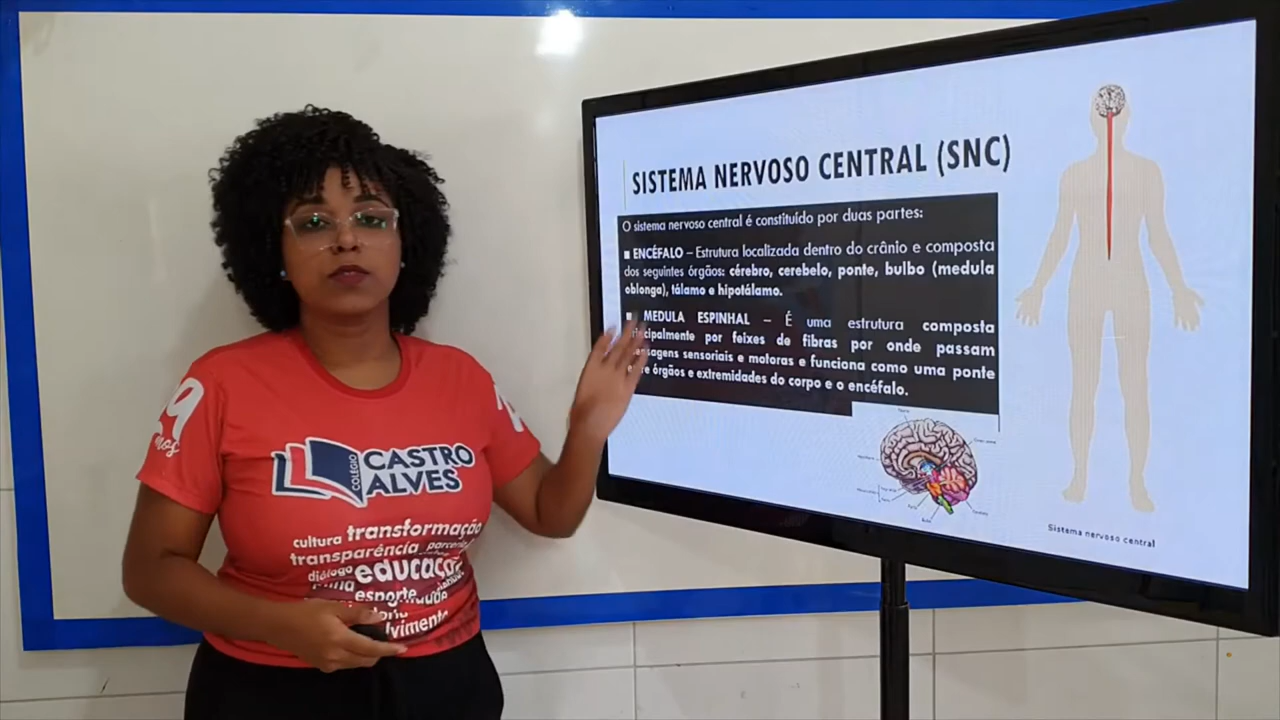 SISTEMA NERVOSO CENTRAL (SNC)
O sistema nervoso central é constituído por duas partes:
■ ENCÉFALO – Estrutura localizada dentro do crânio e composta
dos seguintes órgãos: cérebro, cerebelo, ponte, bulbo (medula
oblonga), tálamo e hipotálamo.
■ MEDULA ESPINHAL – É uma estrutura composta
por feixes de fibras por onde passam
sensoriais e motoras e funciona como uma ponte
órgãos e extremidades do corpo e o encéfalo.
Sistema nervoso central
COLÉGIO
CASTRO
ALVES
cultura transformação
transparência
diálogo
esporte